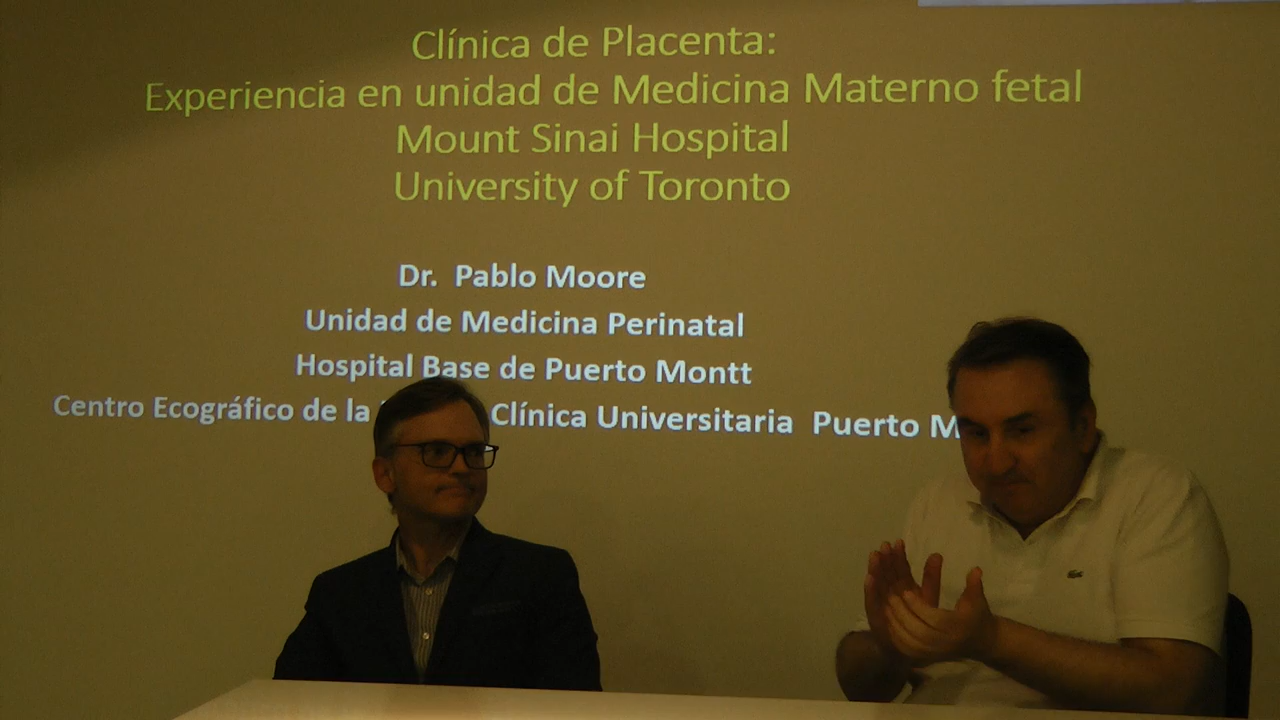 Clínica de Placenta:
Experiencia en unidad de Medicina Materno fetal
Mount Sinai Hospital
University of Toronto
Dr. Pablo Moore
Unidad de Medicina Perinatal
Hospital Base de Puerto Montt
Centro Ecográfico de la Clínica Universitaria Puerto